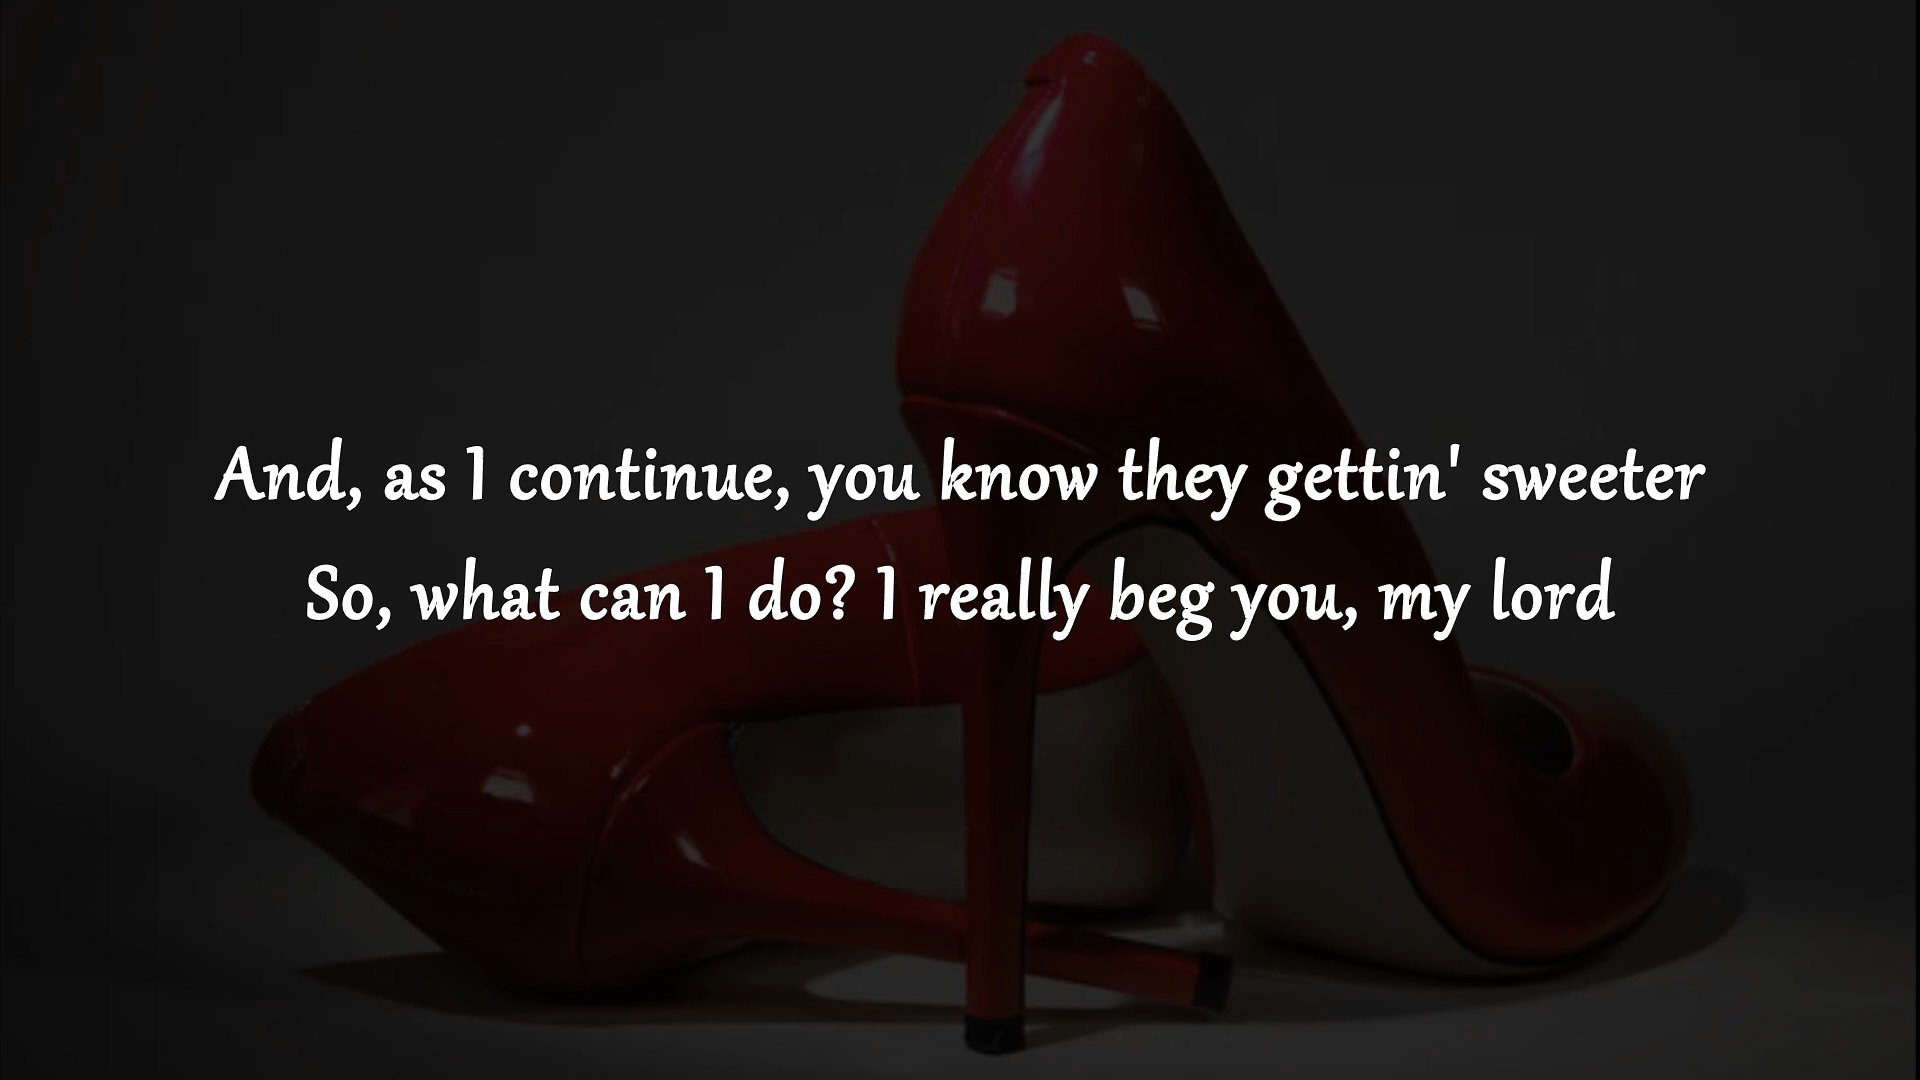 And, as I continue, you know they gettin' sweeter
So, what can I do? I really beg you, my lord